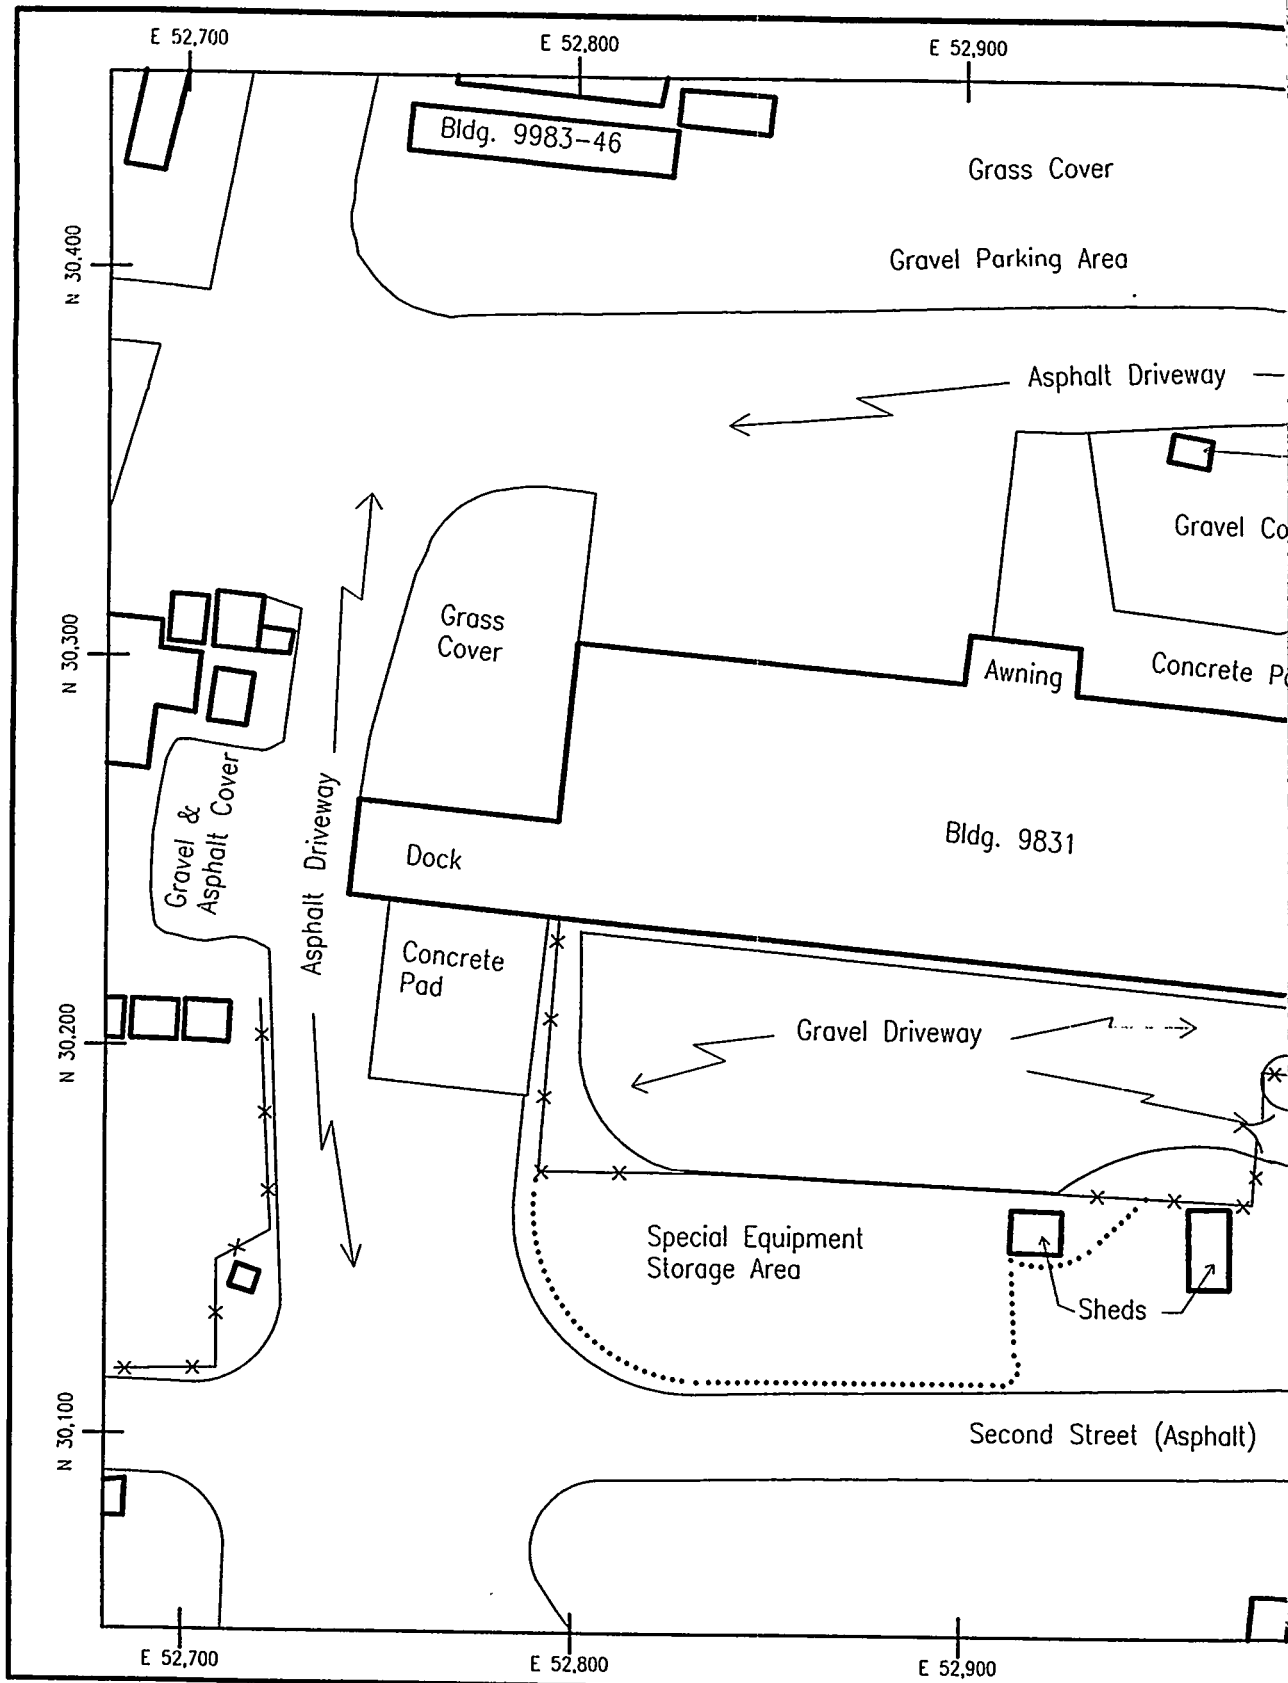 E 52,700
E 52,800
E 52,900
Bldg. 9983-46
Grass Cover
N 30,400
Gravel Parking Area
Asphalt Driveway
Gravel Co
Grass
Cover
N 30,300
Awning
Concrete Pa
Gravel &
Asphalt Cover
Asphalt Driveway
Dock
Bldg. 9831
Concrete
Pad
N 30,200
Gravel Driveway
Special Equipment
Storage Area
Sheds
N 30,100
Second Street (Asphalt)
E 52,700
E 52,800
E 52,900